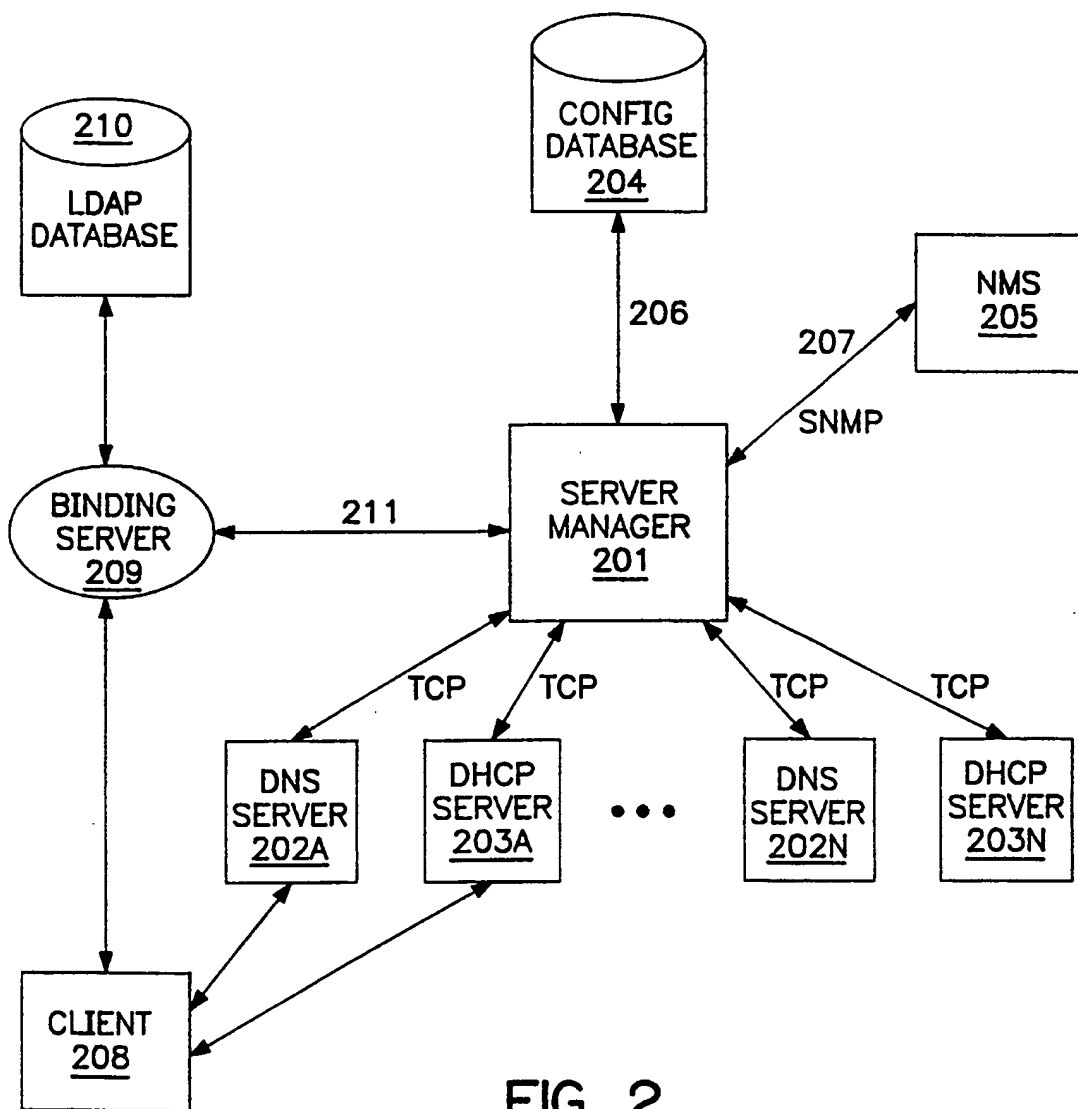 CONFIG
DATABASE
204
210
LDAP
DATABASE
NMS
205
206
207
SNMP
BINDING
SERVER
209
211
SERVER
MANAGER
201
TCP
TCP
TCP
TCP
DNS
SERVER
202A
DHCP
SERVER
203A
DNS
SERVER
202N
DHCP
SERVER
203N
CLIENT
208
FIG. 2